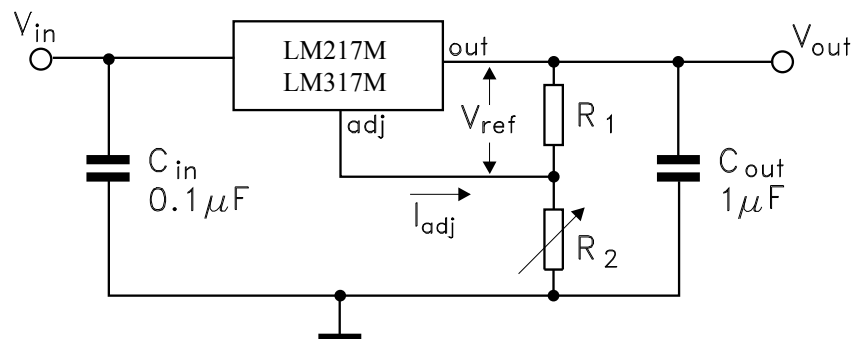 Vin
LM217M
LM317M
out
Vout
adj
Vref
R1
Cin
0.1μF
Iadj
R2
Cout
1μF